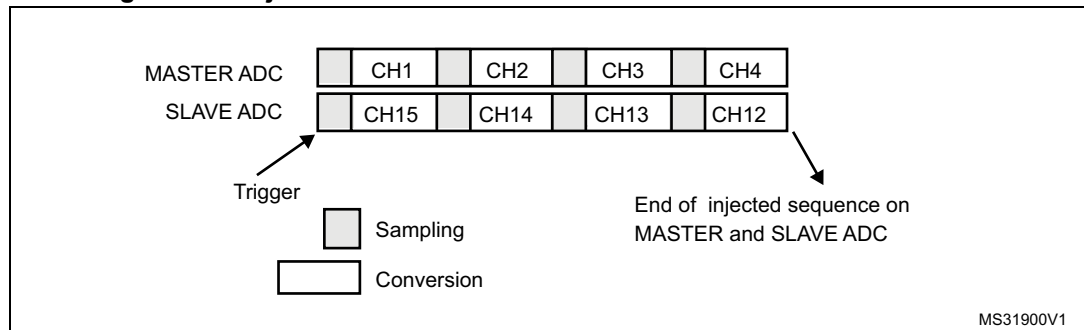 MASTER ADC CH1 CH2 CH3 CH4
SLAVE ADC CH15 CH14 CH13 CH12
Trigger
End of injected sequence on
MASTER and SLAVE ADC
Sampling
Conversion
MS31900V1